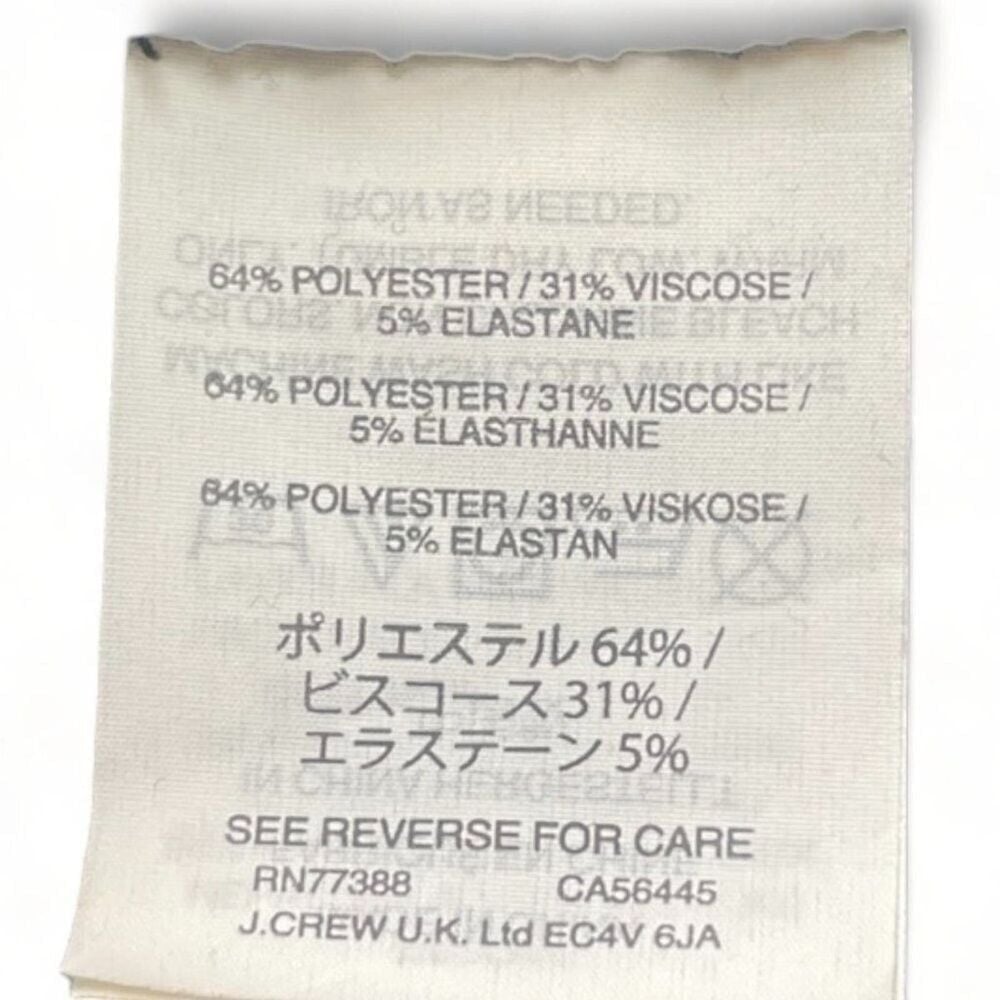 64% POLYESTER / 31% VISCOSE /
5% ELASTANE
64% POLYESTER / 31% VISCOSE /
5% ÉLASTHANNE
64% POLYESTER / 31% VISKOSE /
5% ELASTAN
ポリエステル 64% /
ビスコース 31% /
エラステーン 5%
SEE REVERSE FOR CARE
RN77388 CA56445
J.CREW U.K. Ltd EC4V 6JA